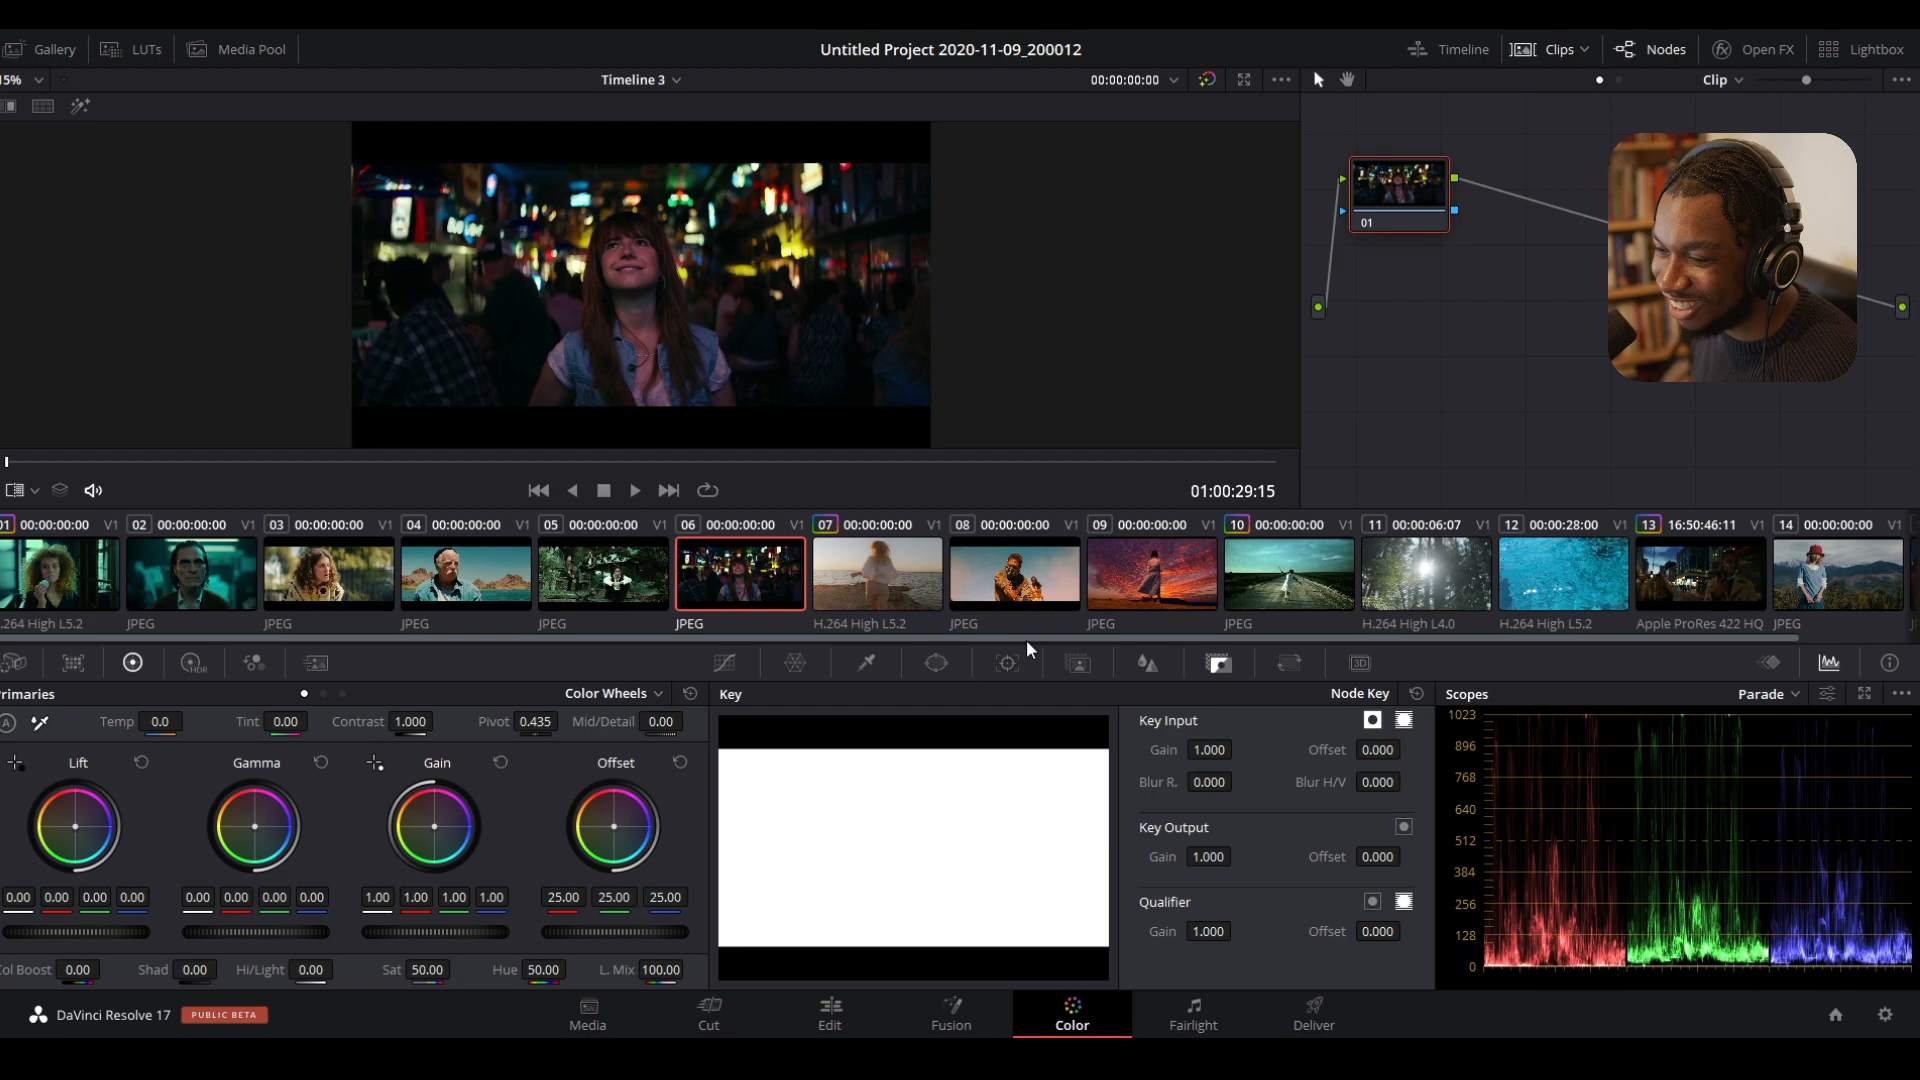 Gallery LUTs Media Pool Untitled Project 2020-11-09_200012 Timeline Clips Nodes Open FX Lightbox
15% Timeline 3 00:00:00:00 Clip
01
01:00:29:15
01 00:00:00:00 V1 02 00:00:00:00 V1 03 00:00:00:00 V1 04 00:00:00:00 V1 05 00:00:00:00 V1 06 00:00:00:00 V1 07 00:00:00:00 V1 08 00:00:00:00 V1 09 00:00:00:00 V1 10 00:00:00:00 V1 11 00:00:06:07 V1 12 00:00:28:00 V1 13 16:50:46:11 V1 14 00:00:00:00 V1
.264 High L5.2 JPEG JPEG JPEG JPEG JPEG H.264 High L5.2 JPEG JPEG JPEG H.264 High L4.0 H.264 High L5.2 Apple ProRes 422 HQ JPEG
HDR 3D
rimaries Color Wheels Key Node Key Scopes Parade
A Temp 0.0 Tint 0.00 Contrast 1.000 Pivot 0.435 Mid/Detail 0.00
Lift Gamma Gain Offset
0.00 0.00 0.00 0.00 0.00 0.00 0.00 0.00 1.00 1.00 1.00 1.00 25.00 25.00 25.00
ol Boost 0.00 Shad 0.00 Hi/Light 0.00 Sat 50.00 Hue 50.00 L. Mix 100.00
Key Input
Gain 1.000 Offset 0.000
Blur R. 0.000 Blur H/V 0.000
Key Output
Gain 1.000 Offset 0.000
Qualifier
Gain 1.000 Offset 0.000
1023
896
768
640
512
384
256
128
0
DaVinci Resolve 17 PUBLIC BETA Media Cut Edit Fusion Color Fairlight Deliver